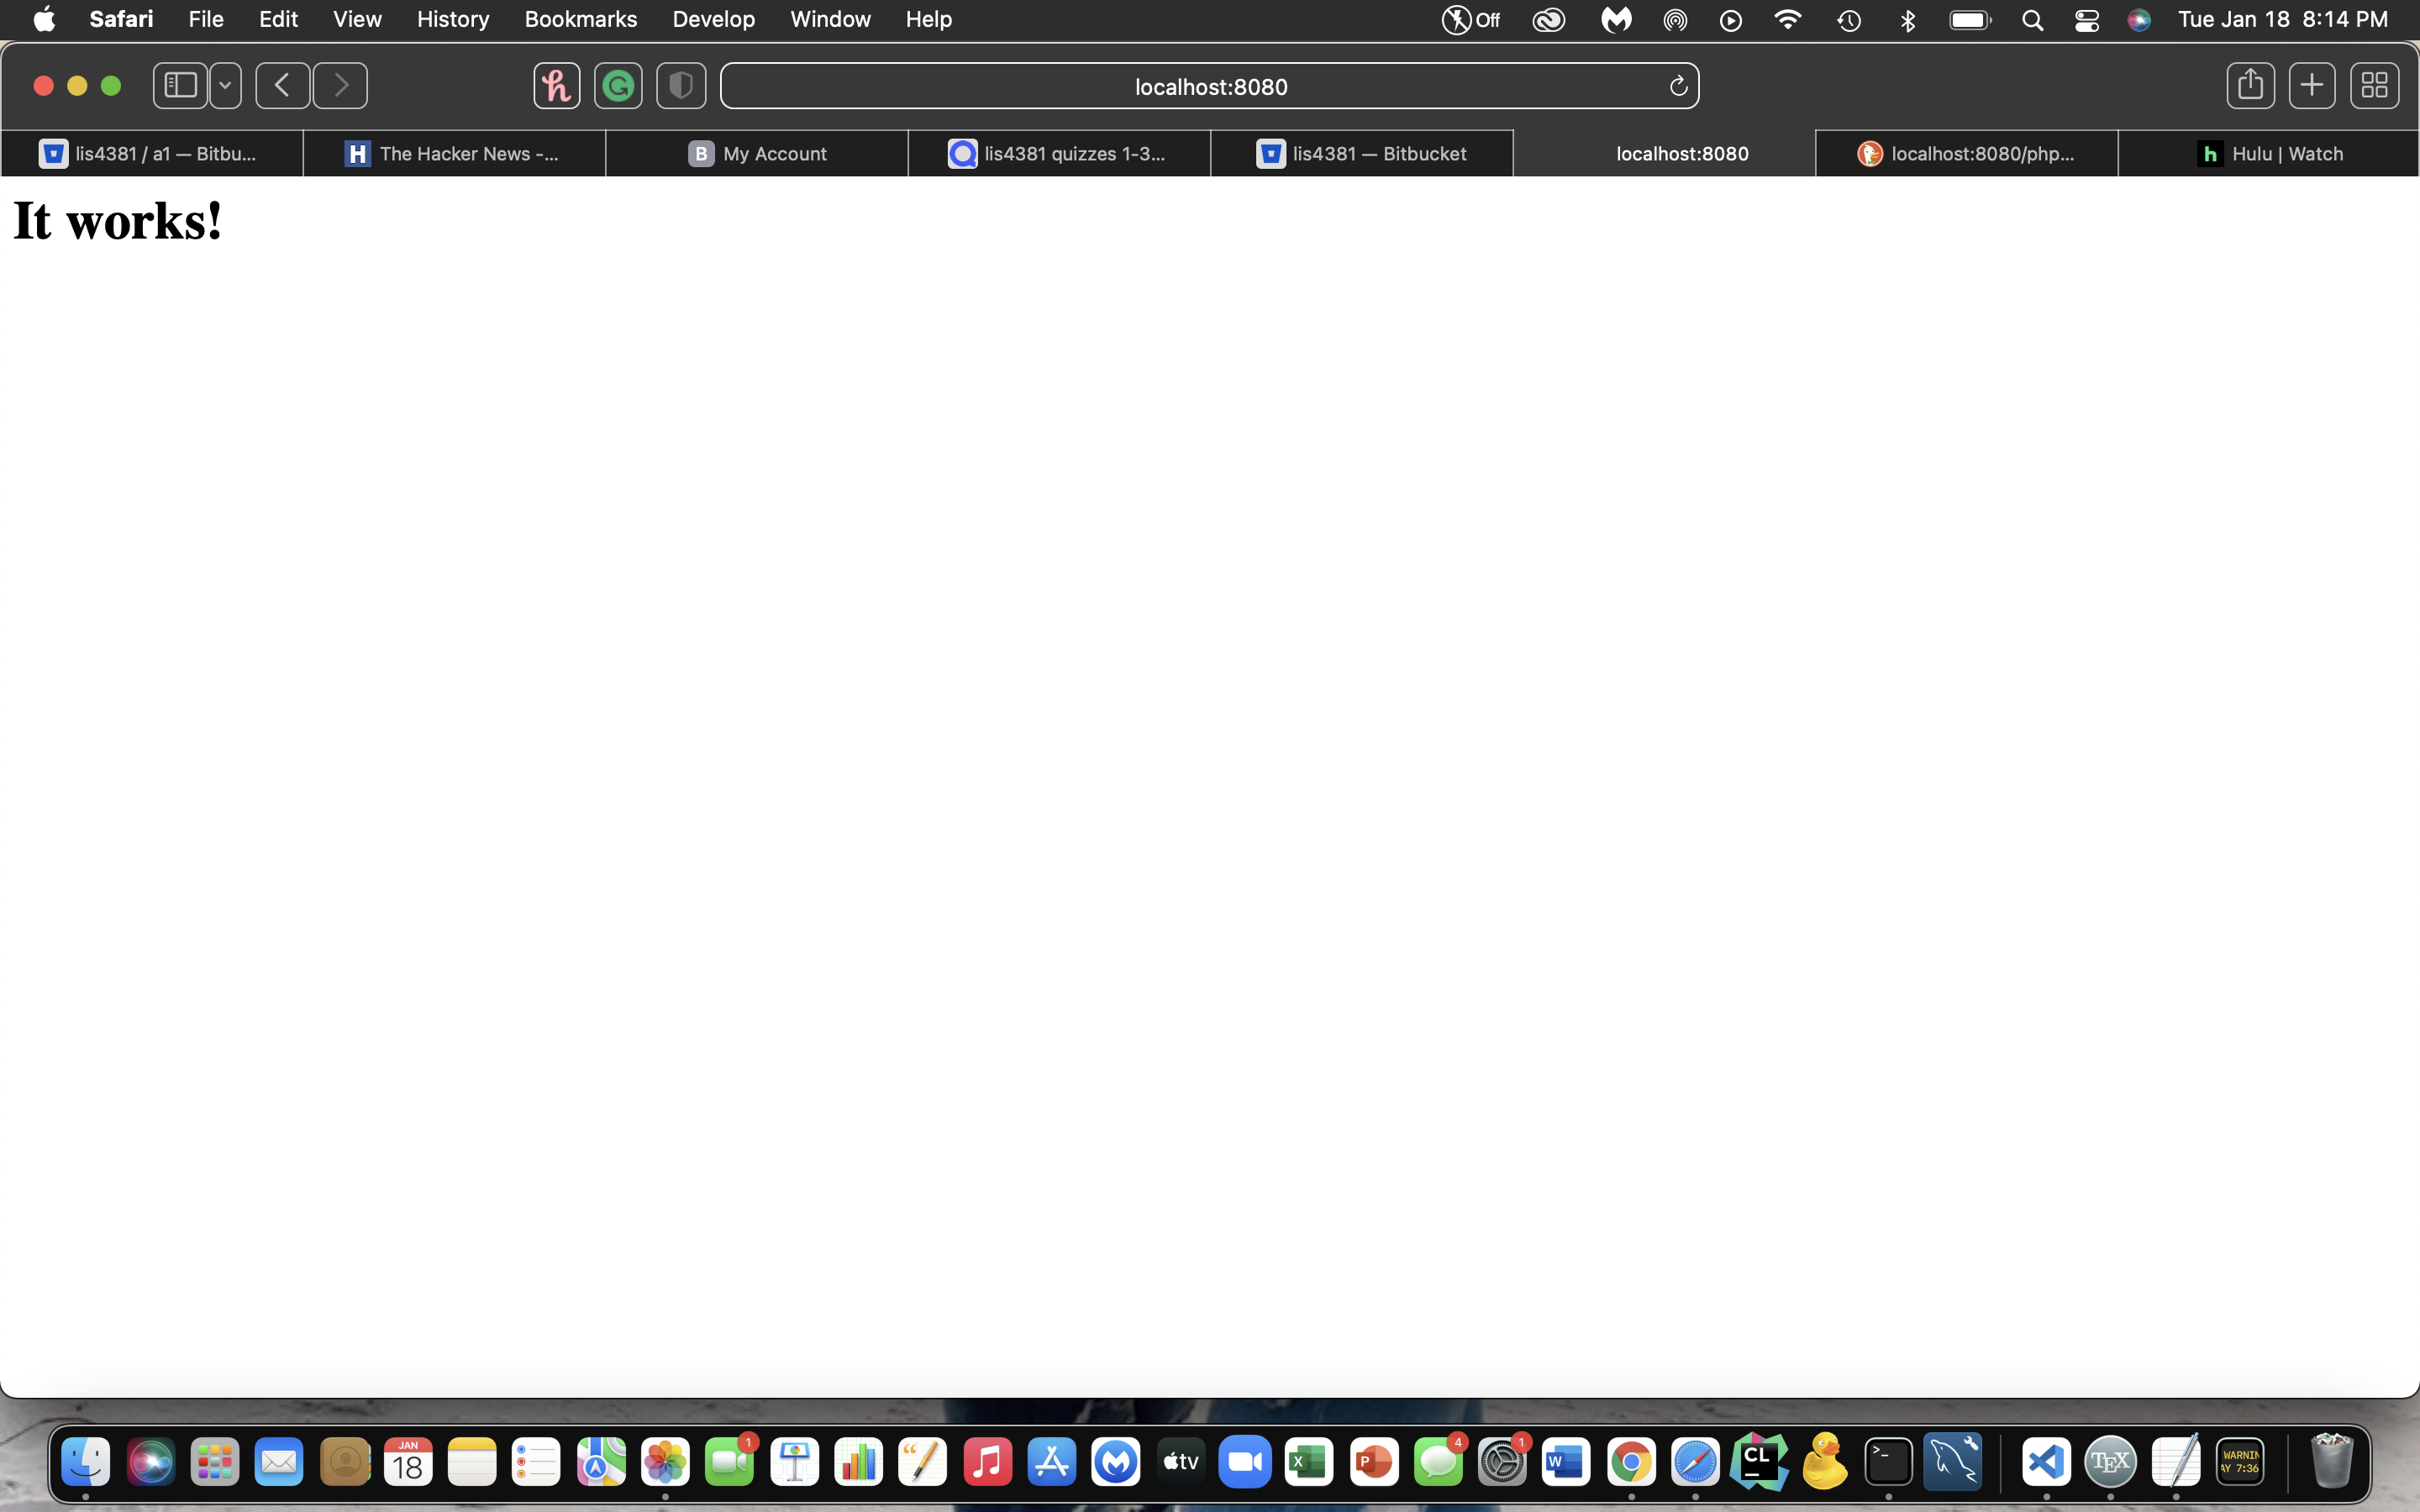 Safari File Edit View History Bookmarks Develop Window Help Off Tue Jan 18 8:14 PM
localhost:8080
lis4381 / a1 — Bitbu... H The Hacker News -... B My Account lis4381 quizzes 1-3... lis4381 — Bitbucket localhost:8080 localhost:8080/php... h Hulu | Watch
It works!
JAN 1 4 1 CL WARNIN
18 tv X P W >_ TEX AY 7:36